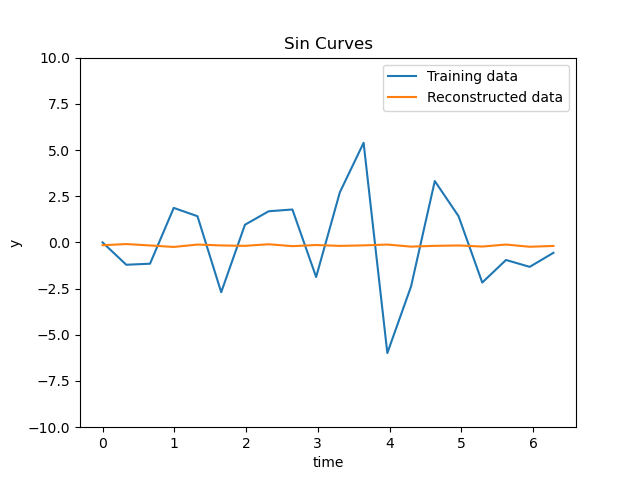 Sin Curves
Training data
Reconstructed data
10.0
7.5
5.0
2.5
0.0
−2.5
−5.0
−7.5
−10.0
y
0 1 2 3 4 5 6
time